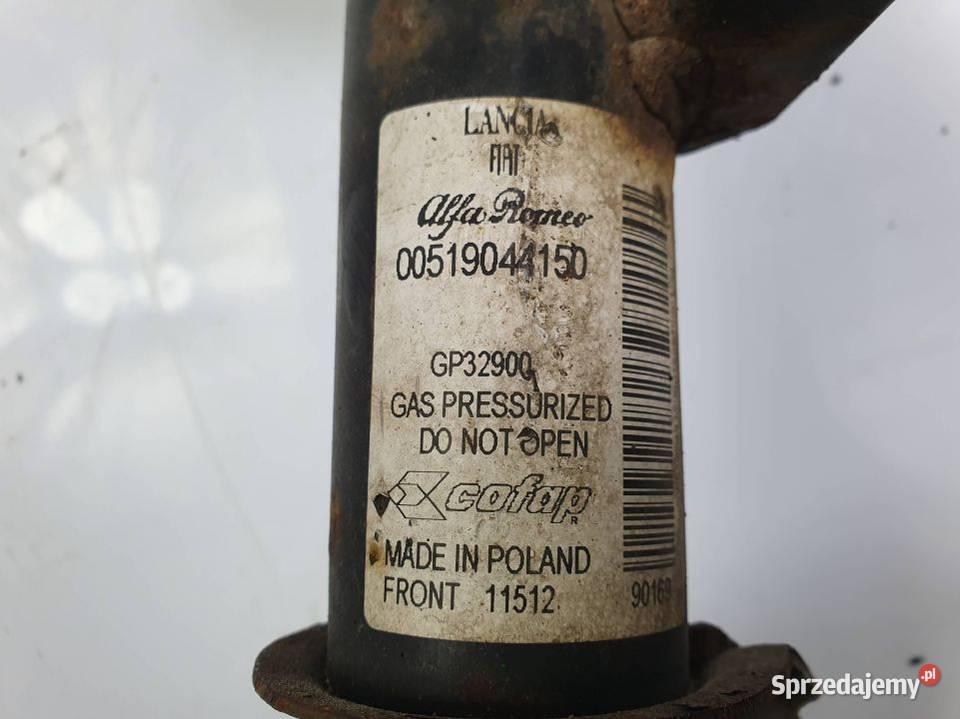 LANCIA
FIAT
Alfa Romeo
00519044150
GP32900
GAS PRESSURIZED
DO NOT OPEN
cofap
R
MADE IN POLAND
FRONT 11512
90169
Sprzedajemy.pl